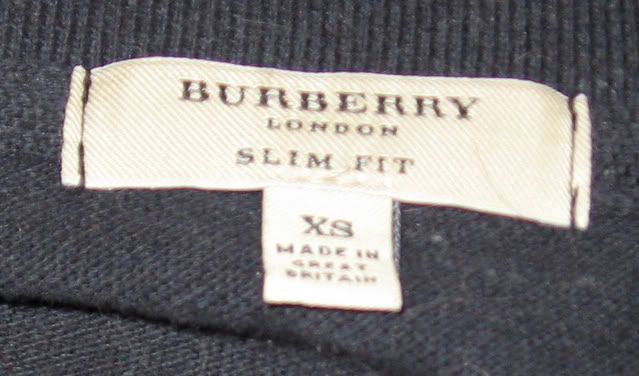 BURBERRY
LONDON
SLIM FIT
XS
MADE IN
GREAT
BRITAIN